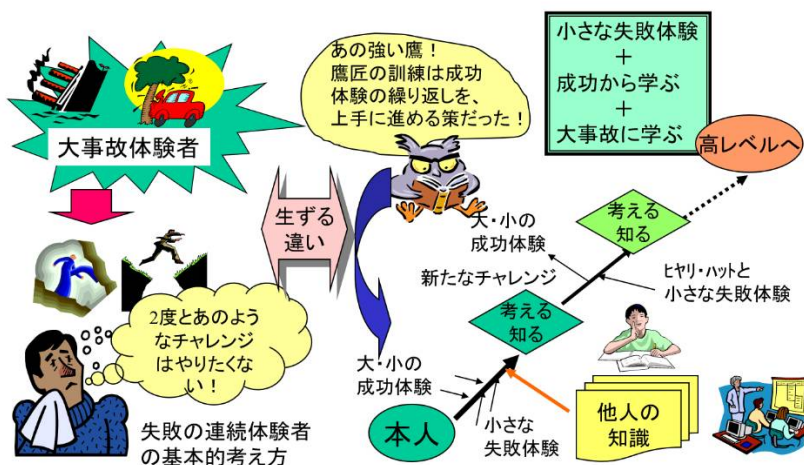 大事故体験者
2度とあのよう
なチャレンジ
はやりたくな
い！
失敗の連続体験者
の基本的考え方
生ずる
違い
あの強い鷹！
鷹匠の訓練は成功
体験の繰り返しを、
上手に進める策だった！
小さな失敗体験
＋
成功から学ぶ
＋
大事故に学ぶ
高レベルへ
考える
知る
大・小の
成功体験
新たなチャレンジ
ﾋﾔﾘ・ﾊｯﾄと
小さな失敗体験
考える
知る
大・小の
成功体験
本人
小さな
失敗体験
他人の
知識